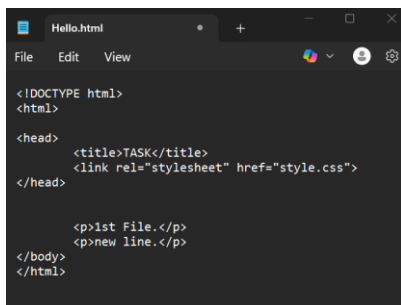 Hello.html
File Edit View
<!DOCTYPE html>
<html>
<head>
<title>TASK</title>
<link rel="stylesheet" href="style.css">
</head>
<p>1st File.</p>
<p>new line.</p>
</body>
</html>